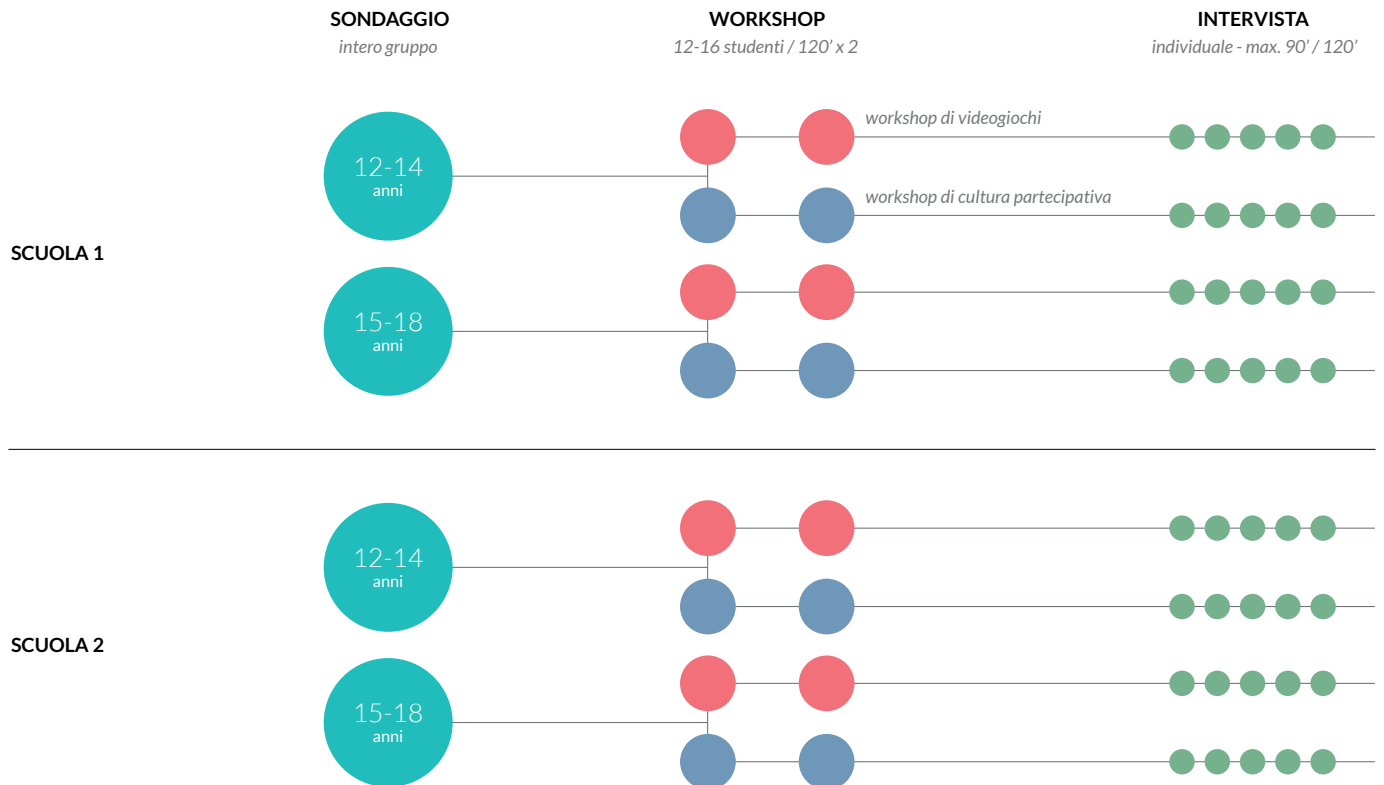 SONDAGGIO
intero gruppo
WORKSHOP
12-16 studenti / 120’ x 2
INTERVISTA
individuale - max. 90’ / 120’
SCUOLA 1
12-14
anni
workshop di videogiochi
workshop di cultura partecipativa
15-18
anni
SCUOLA 2
12-14
anni
15-18
anni